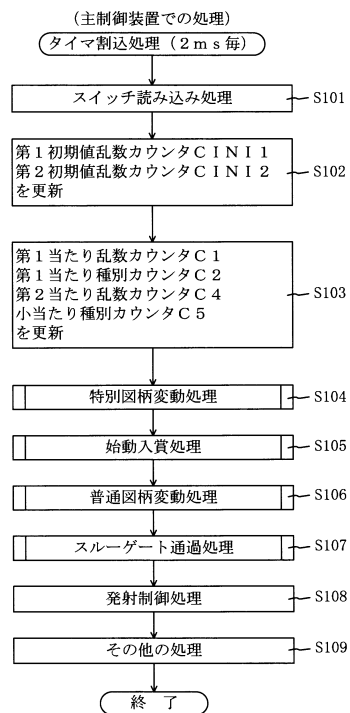 (主制御装置での処理)
タイマ割込処理(2ms毎)
スイッチ読み込み処理
S101
第1初期値乱数カウンタCINI1
第2初期値乱数カウンタCINI2
を更新
S102
第1当たり乱数カウンタC1
第1当たり種別カウンタC2
第2当たり乱数カウンタC4
小当たり種別カウンタC5
を更新
S103
特別図柄変動処理
S104
始動入賞処理
S105
普通図柄変動処理
S106
スルーゲート通過処理
S107
発射制御処理
S108
その他の処理
S109
終了